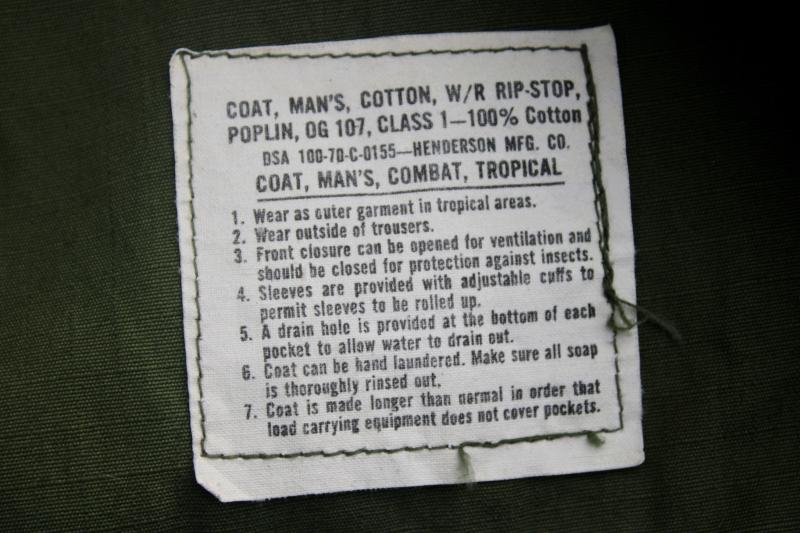 COAT, MAN'S, COTTON, W/R RIP-STOP,
POPLIN, OG 107, CLASS 1—100% Cotton
DSA 100-70-C-0155—HENDERSON MFG. CO.
COAT, MAN'S, COMBAT, TROPICAL
1. Wear as outer garment in tropical areas.
2. Wear outside of trousers.
3. Front closure can be opened for ventilation and
should be closed for protection against insects.
4. Sleeves are provided with adjustable cuffs to
permit sleeves to be rolled up.
5. A drain hole is provided at the bottom of each
pocket to allow water to drain out.
6. Coat can be hand laundered. Make sure all soap
is thoroughly rinsed out.
7. Coat is made longer than normal in order that
load carrying equipment does not cover pockets.